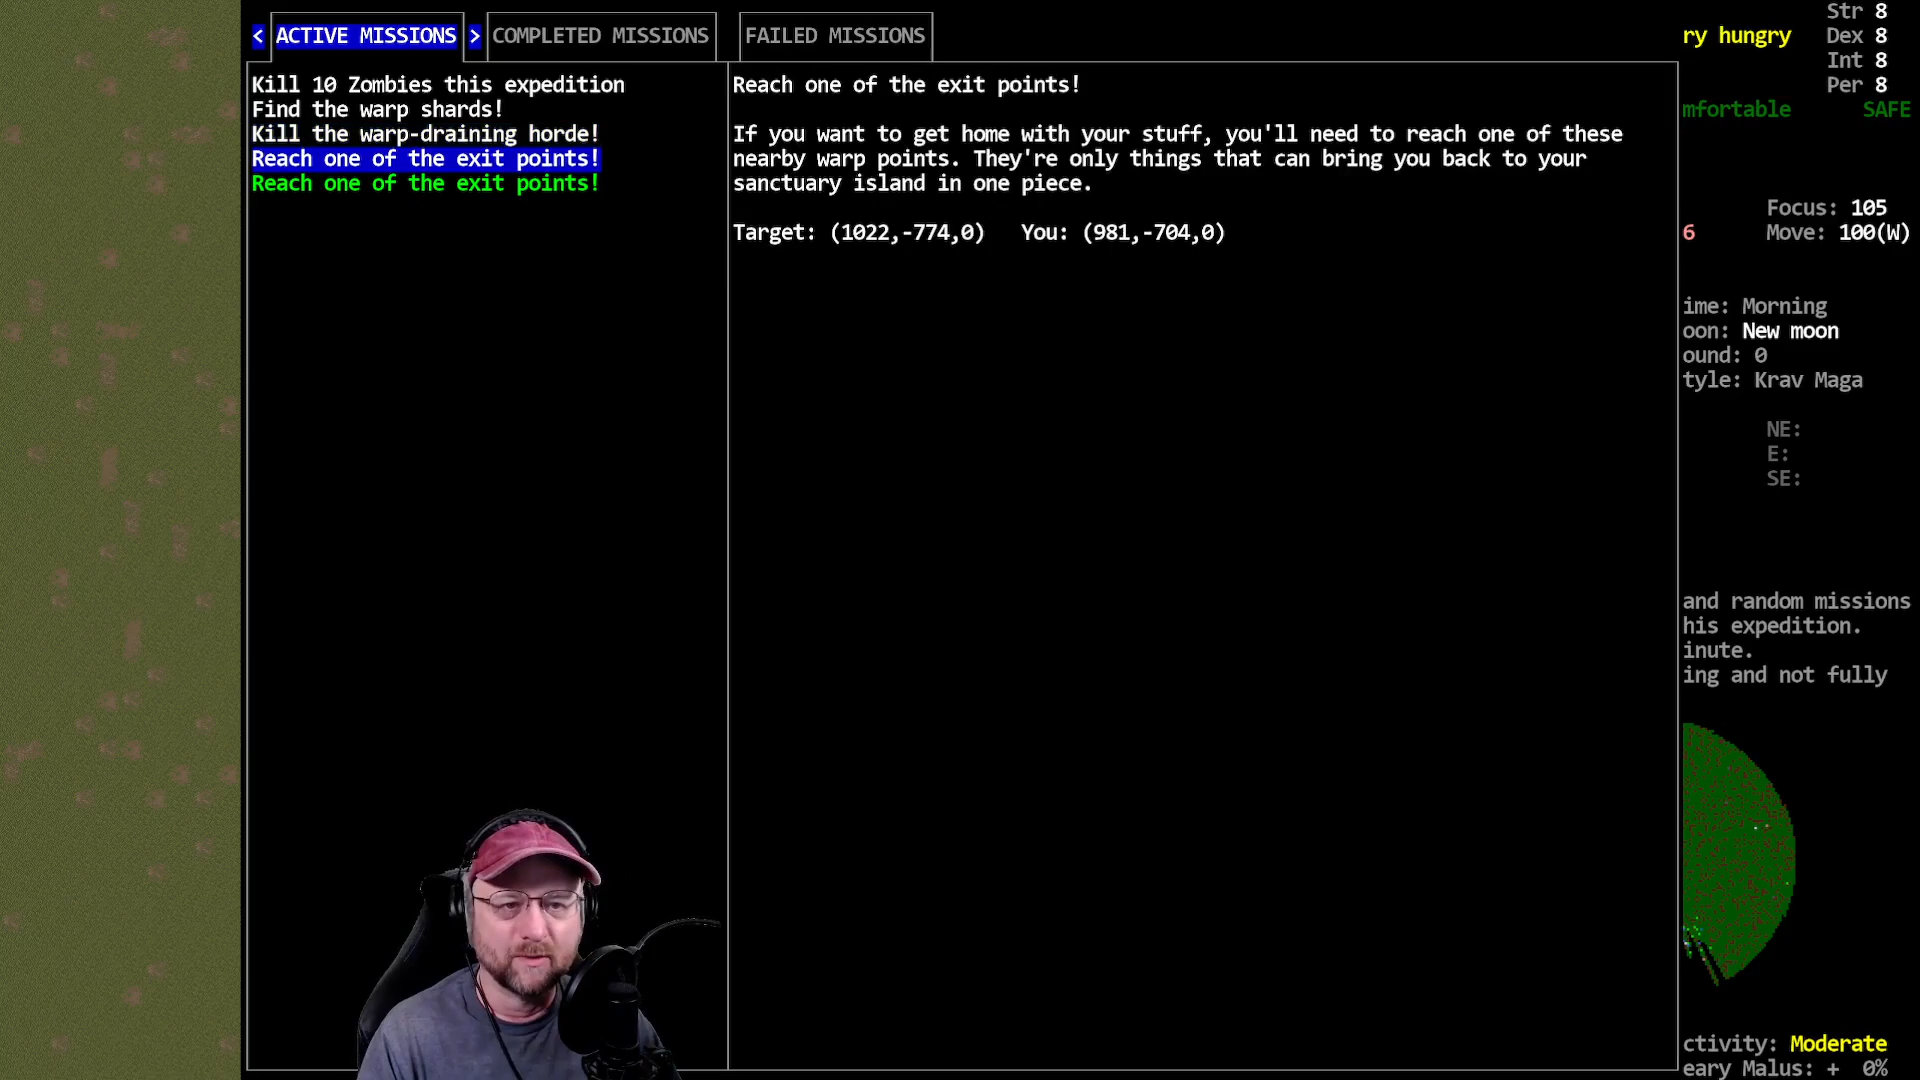 < ACTIVE MISSIONS > COMPLETED MISSIONS FAILED MISSIONS
Kill 10 Zombies this expedition
Find the warp shards!
Kill the warp-draining horde!
Reach one of the exit points!
Reach one of the exit points!
Reach one of the exit points!
If you want to get home with your stuff, you'll need to reach one of these
nearby warp points. They're only things that can bring you back to your
sanctuary island in one piece.
Target: (1022,-774,0) You: (981,-704,0)
Str 8
ry hungry Dex 8
Int 8
Per 8
mfortable SAFE
Focus: 105
6 Move: 100(W)
ime: Morning
oon: New moon
ound: 0
tyle: Krav Maga
NE:
E:
SE:
and random missions
his expedition.
inute.
ing and not fully
ctivity: Moderate
eary Malus: + 0%